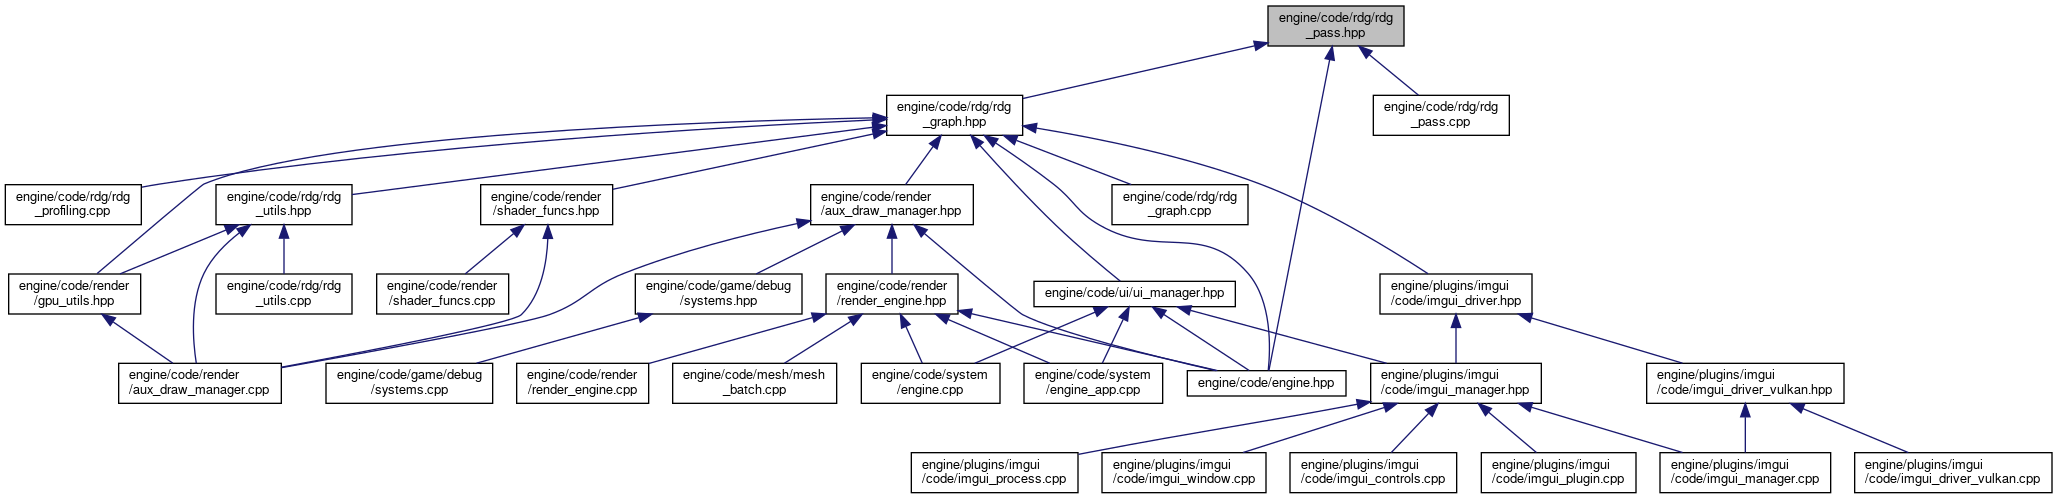 engine/code/rdg/rdg
_pass.hpp
engine/code/rdg/rdg
_graph.hpp
engine/code/rdg/rdg
_pass.cpp
engine/code/rdg/rdg
_profiling.cpp
engine/code/rdg/rdg
_utils.hpp
engine/code/render
/shader_funcs.hpp
engine/code/render
/aux_draw_manager.hpp
engine/code/rdg/rdg
_graph.cpp
engine/code/render
/gpu_utils.hpp
engine/code/rdg/rdg
_utils.cpp
engine/code/render
/shader_funcs.cpp
engine/code/game/debug
/systems.hpp
engine/code/render
/render_engine.hpp
engine/code/ui/ui_manager.hpp
engine/plugins/imgui
/code/imgui_driver.hpp
engine/code/render
/aux_draw_manager.cpp
engine/code/game/debug
/systems.cpp
engine/code/render
/render_engine.cpp
engine/code/mesh/mesh
_batch.cpp
engine/code/system
/engine.cpp
engine/code/system
/engine_app.cpp
engine/code/engine.hpp
engine/plugins/imgui
/code/imgui_manager.hpp
engine/plugins/imgui
/code/imgui_driver_vulkan.hpp
engine/plugins/imgui
/code/imgui_process.cpp
engine/plugins/imgui
/code/imgui_window.cpp
engine/plugins/imgui
/code/imgui_controls.cpp
engine/plugins/imgui
/code/imgui_plugin.cpp
engine/plugins/imgui
/code/imgui_manager.cpp
engine/plugins/imgui
/code/imgui_driver_vulkan.cpp